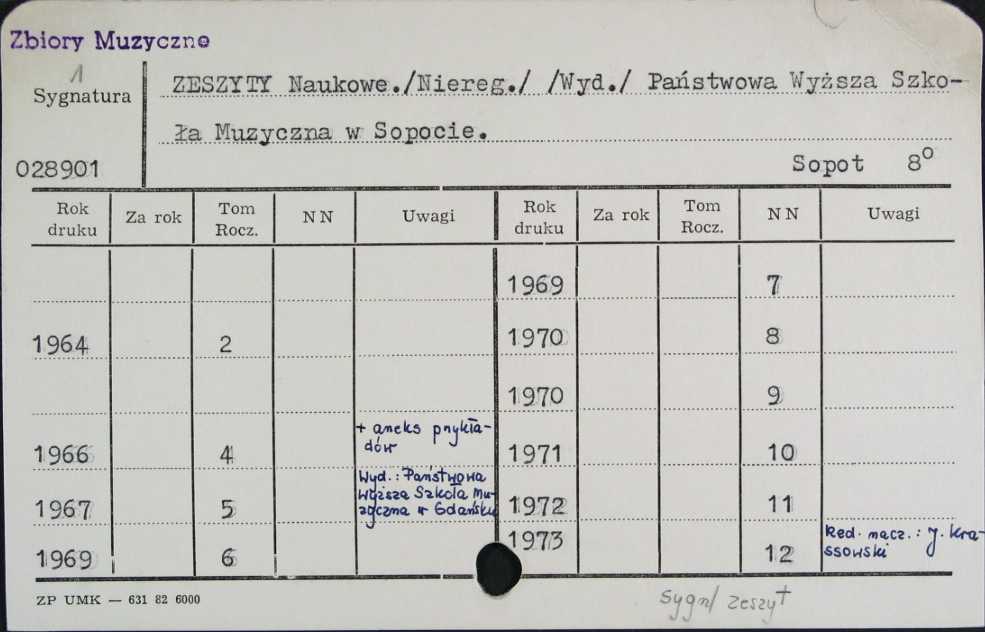 Zbiory Muzyczne
1
Sygnatura
ZESZYTY Naukowe./Niereg./ /Wyd./ Państwowa Wyższa Szko-
ła Muzyczna w Sopocie.
028901
Sopot 8°
Rok druku Za rok Tom Rocz. NN Uwagi Rok druku Za rok Tom Rocz. NN Uwagi
1969 7
1964 2 1970 8
1970 9
+ aneks przykła-
dów
1966 4 1971 10
Wyd.: Państwowa
Wyższa Szkoła Mu-
zyczna w Gdańsku
1967 5 1972 11
1969 6 1973 12
Red. nacz.: J. Kra-
ssowski
ZP UMK — 631 82 6000
sygn/ zeszyt